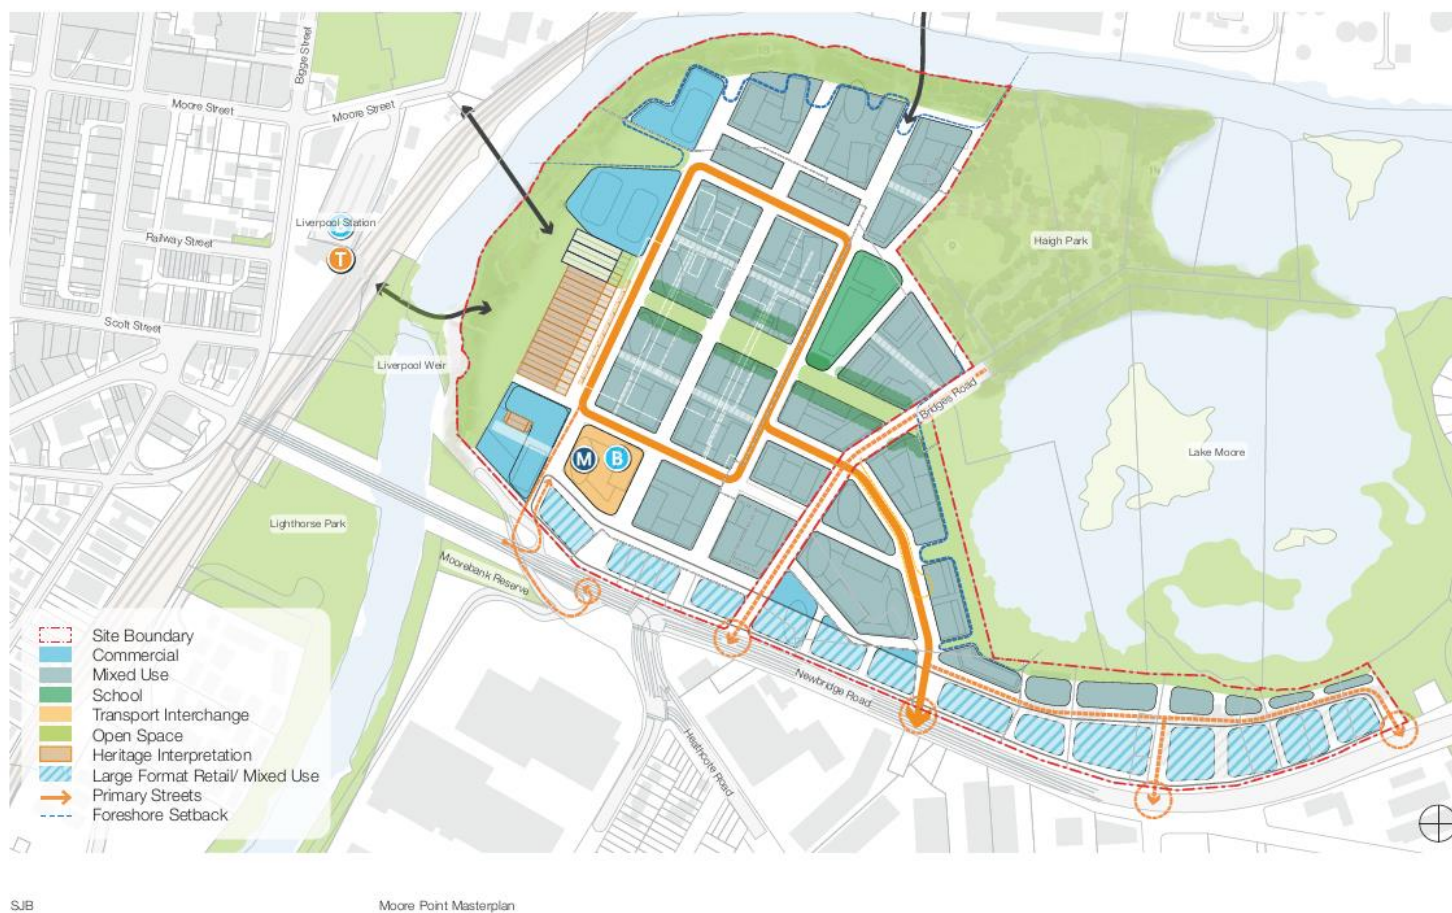 Bigge Street
Moore Street
Moore Street
Liverpool Station
Railway Street
T
Scott Street
Liverpool Weir
Haigh Park
Bridges Road
Lake Moore
M
B
Lighthorse Park
Moorebank Reserve
Newbridge Road
Heathcote Road
Site Boundary
Commercial
Mixed Use
School
Transport Interchange
Open Space
Heritage Interpretation
Large Format Retail/ Mixed Use
Primary Streets
Foreshore Setback
SJB
Moore Point Masterplan